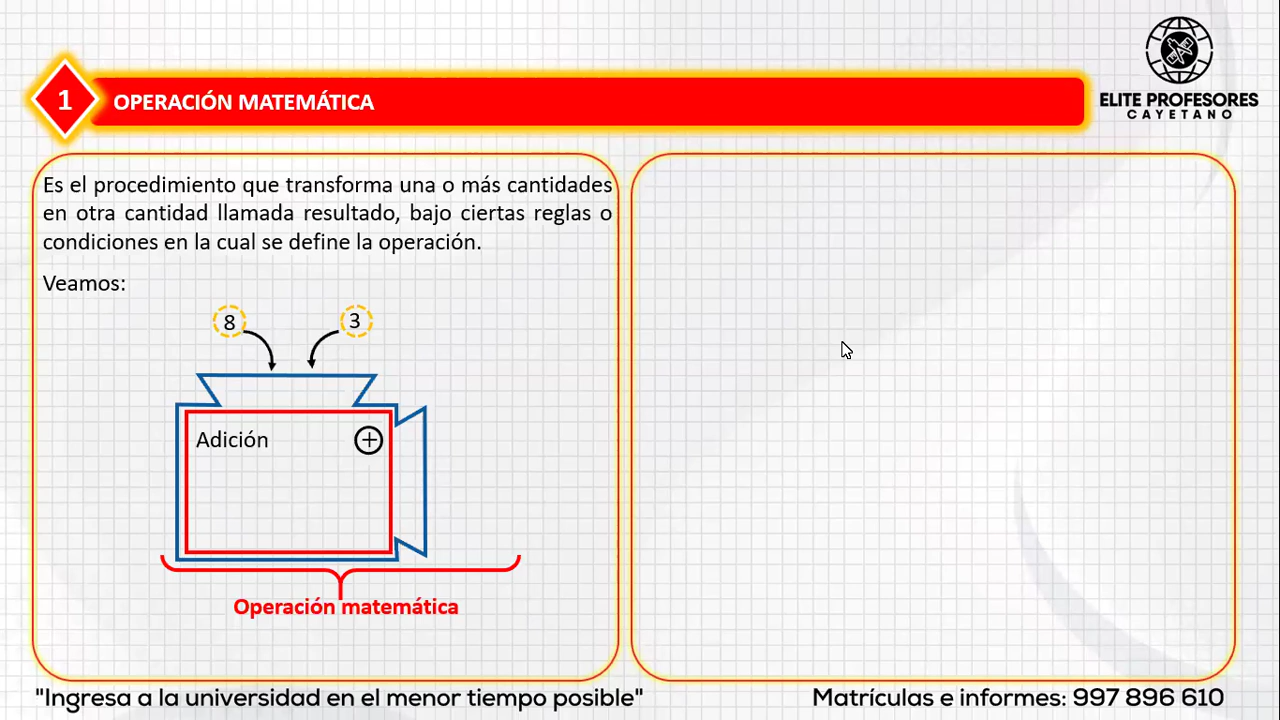 1
OPERACIÓN MATEMÁTICA
ELITE PROFESORES
CAYETANO
Es el procedimiento que transforma una o más cantidades
en otra cantidad llamada resultado, bajo ciertas reglas o
condiciones en la cual se define la operación.
Veamos:
8 3
Adición +
Operación matemática
"Ingresa a la universidad en el menor tiempo posible"
Matrículas e informes: 997 896 610